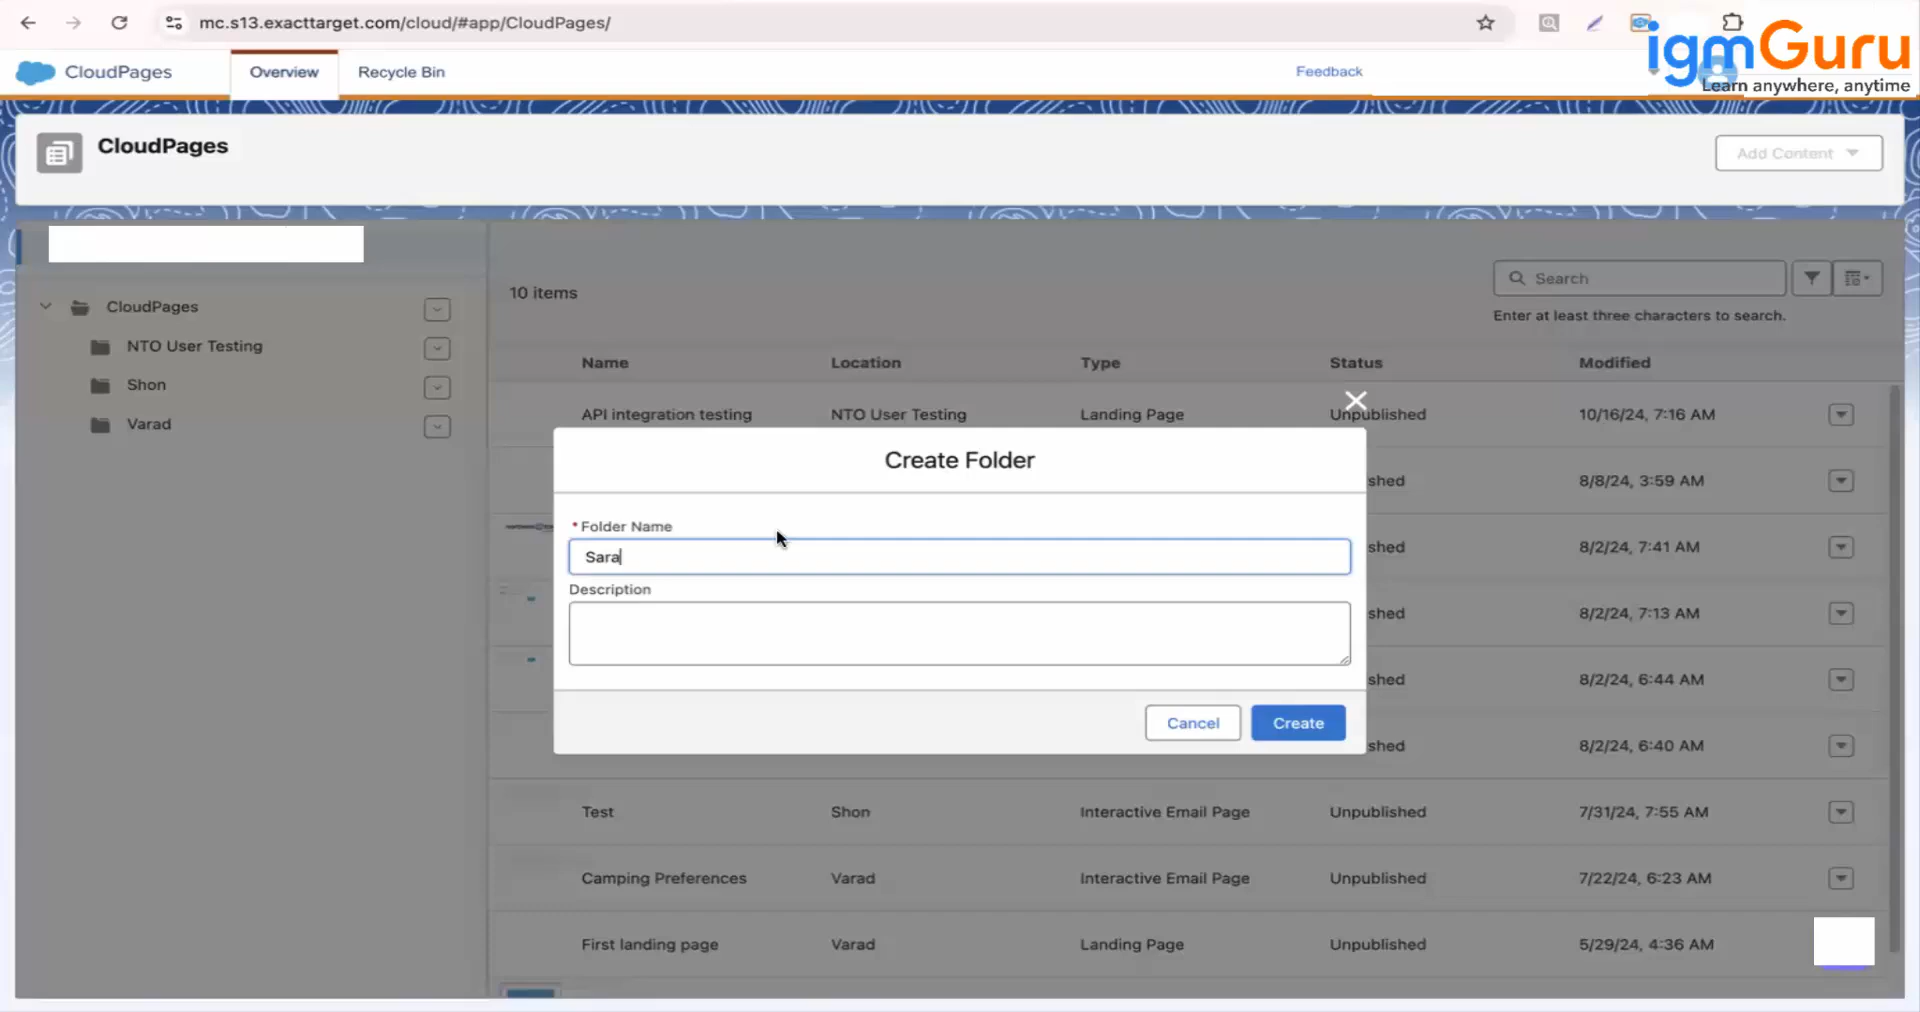 mc.s13.exacttarget.com/cloud/#app/CloudPages/
igmGuru
Learn anywhere, anytime
CloudPages
Overview
Recycle Bin
Feedback
CloudPages
Add Content
10 items
Search
Enter at least three characters to search.
CloudPages
NTO User Testing
Shon
Varad
Name Location Type Status Modified
API integration testing NTO User Testing Landing Page Unpublished 10/16/24, 7:16 AM
shed 8/8/24, 3:59 AM
shed 8/2/24, 7:41 AM
shed 8/2/24, 7:13 AM
shed 8/2/24, 6:44 AM
shed 8/2/24, 6:40 AM
Create Folder
* Folder Name
Sara
Description
Cancel
Create
Test Shon Interactive Email Page Unpublished 7/31/24, 7:55 AM
Camping Preferences Varad Interactive Email Page Unpublished 7/22/24, 6:23 AM
First landing page Varad Landing Page Unpublished 5/29/24, 4:36 AM